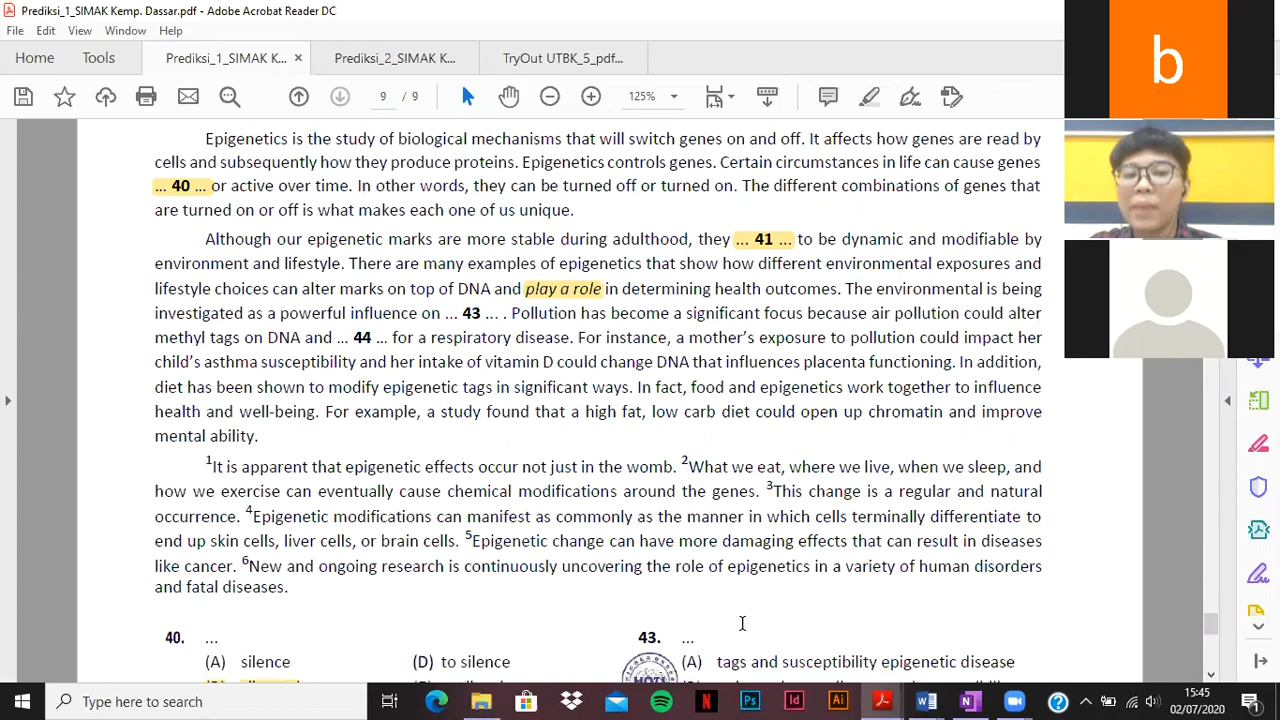 Prediksi_1_SIMAK Kemp. Dassar.pdf - Adobe Acrobat Reader DC
File Edit View Window Help
Home Tools Prediksi_1_SIMAK K... × Prediksi_2_SIMAK K... TryOut UTBK_5_pdf...
9 / 9 125%
b
Epigenetics is the study of biological mechanisms that will switch genes on and off. It affects how genes are read by
cells and subsequently how they produce proteins. Epigenetics controls genes. Certain circumstances in life can cause genes
... 40 ... or active over time. In other words, they can be turned off or turned on. The different combinations of genes that
are turned on or off is what makes each one of us unique.
Although our epigenetic marks are more stable during adulthood, they ... 41 ... to be dynamic and modifiable by
environment and lifestyle. There are many examples of epigenetics that show how different environmental exposures and
lifestyle choices can alter marks on top of DNA and play a role in determining health outcomes. The environmental is being
investigated as a powerful influence on ... 43 ... . Pollution has become a significant focus because air pollution could alter
methyl tags on DNA and ... 44 ... for a respiratory disease. For instance, a mother's exposure to pollution could impact her
child's asthma susceptibility and her intake of vitamin D could change DNA that influences placenta functioning. In addition,
diet has been shown to modify epigenetic tags in significant ways. In fact, food and epigenetics work together to influence
health and well-being. For example, a study found that a high fat, low carb diet could open up chromatin and improve
mental ability.
1It is apparent that epigenetic effects occur not just in the womb. 2What we eat, where we live, when we sleep, and
how we exercise can eventually cause chemical modifications around the genes. 3This change is a regular and natural
occurrence. 4Epigenetic modifications can manifest as commonly as the manner in which cells terminally differentiate to
end up skin cells, liver cells, or brain cells. 5Epigenetic change can have more damaging effects that can result in diseases
like cancer. 6New and ongoing research is continuously uncovering the role of epigenetics in a variety of human disorders
and fatal diseases.
40. ... 43. ...
(A) silence (D) to silence (A) tags and susceptibility epigenetic disease
Type here to search
15:45
02/07/2020